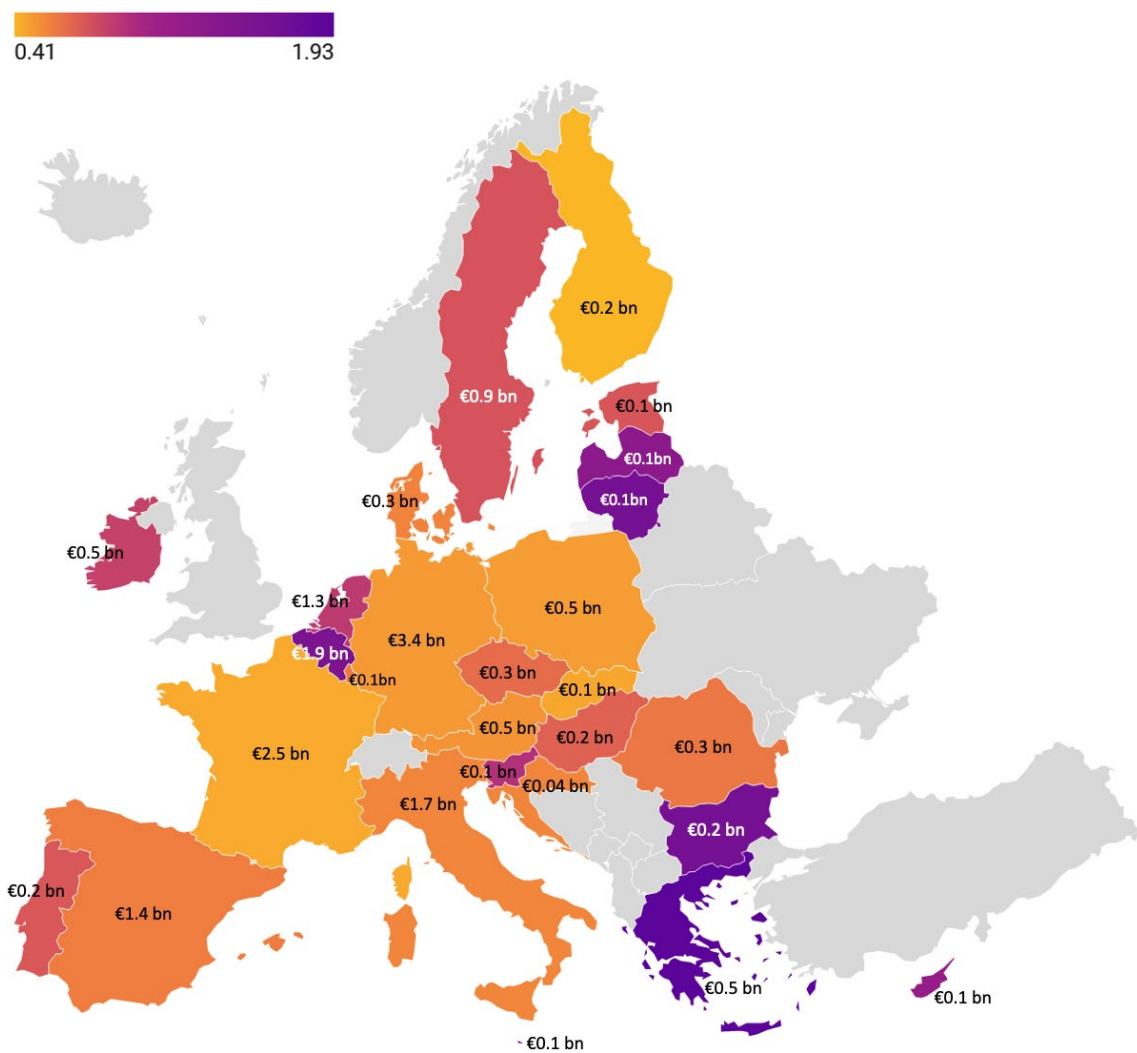 0.41 1.93
€0.2 bn
€0.9 bn
€0.1 bn
€0.1bn
€0.3 bn
€0.1bn
€0.5 bn
€1.3 bn
€0.5 bn
€3.4 bn
€1.9 bn
€0.3 bn
€0.1bn
€0.1 bn
€0.5 bn
€0.2 bn
€2.5 bn
€0.3 bn
€0.1 bn
€0.04 bn
€1.7 bn
€0.2 bn
€0.2 bn
€1.4 bn
€0.5 bn
€0.1 bn
€0.1 bn